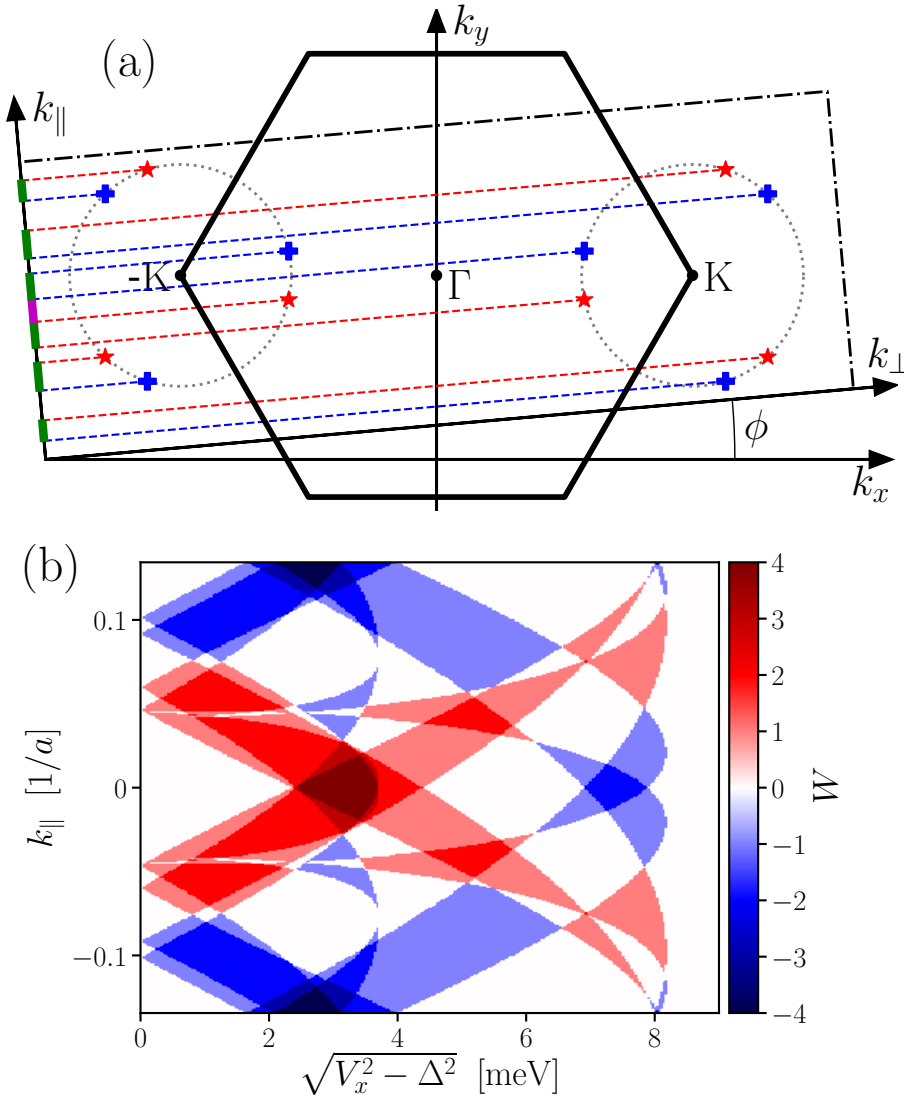 (a)
k_y
k_∥
-K
Γ
K
k_⊥
ϕ
k_x
(b)
0.1
0
−0.1
k_∥ [1/a]
0
2
4
6
8
√(V_x^2 − Δ^2) [meV]
4
3
2
1
0
−1
−2
−3
−4
W